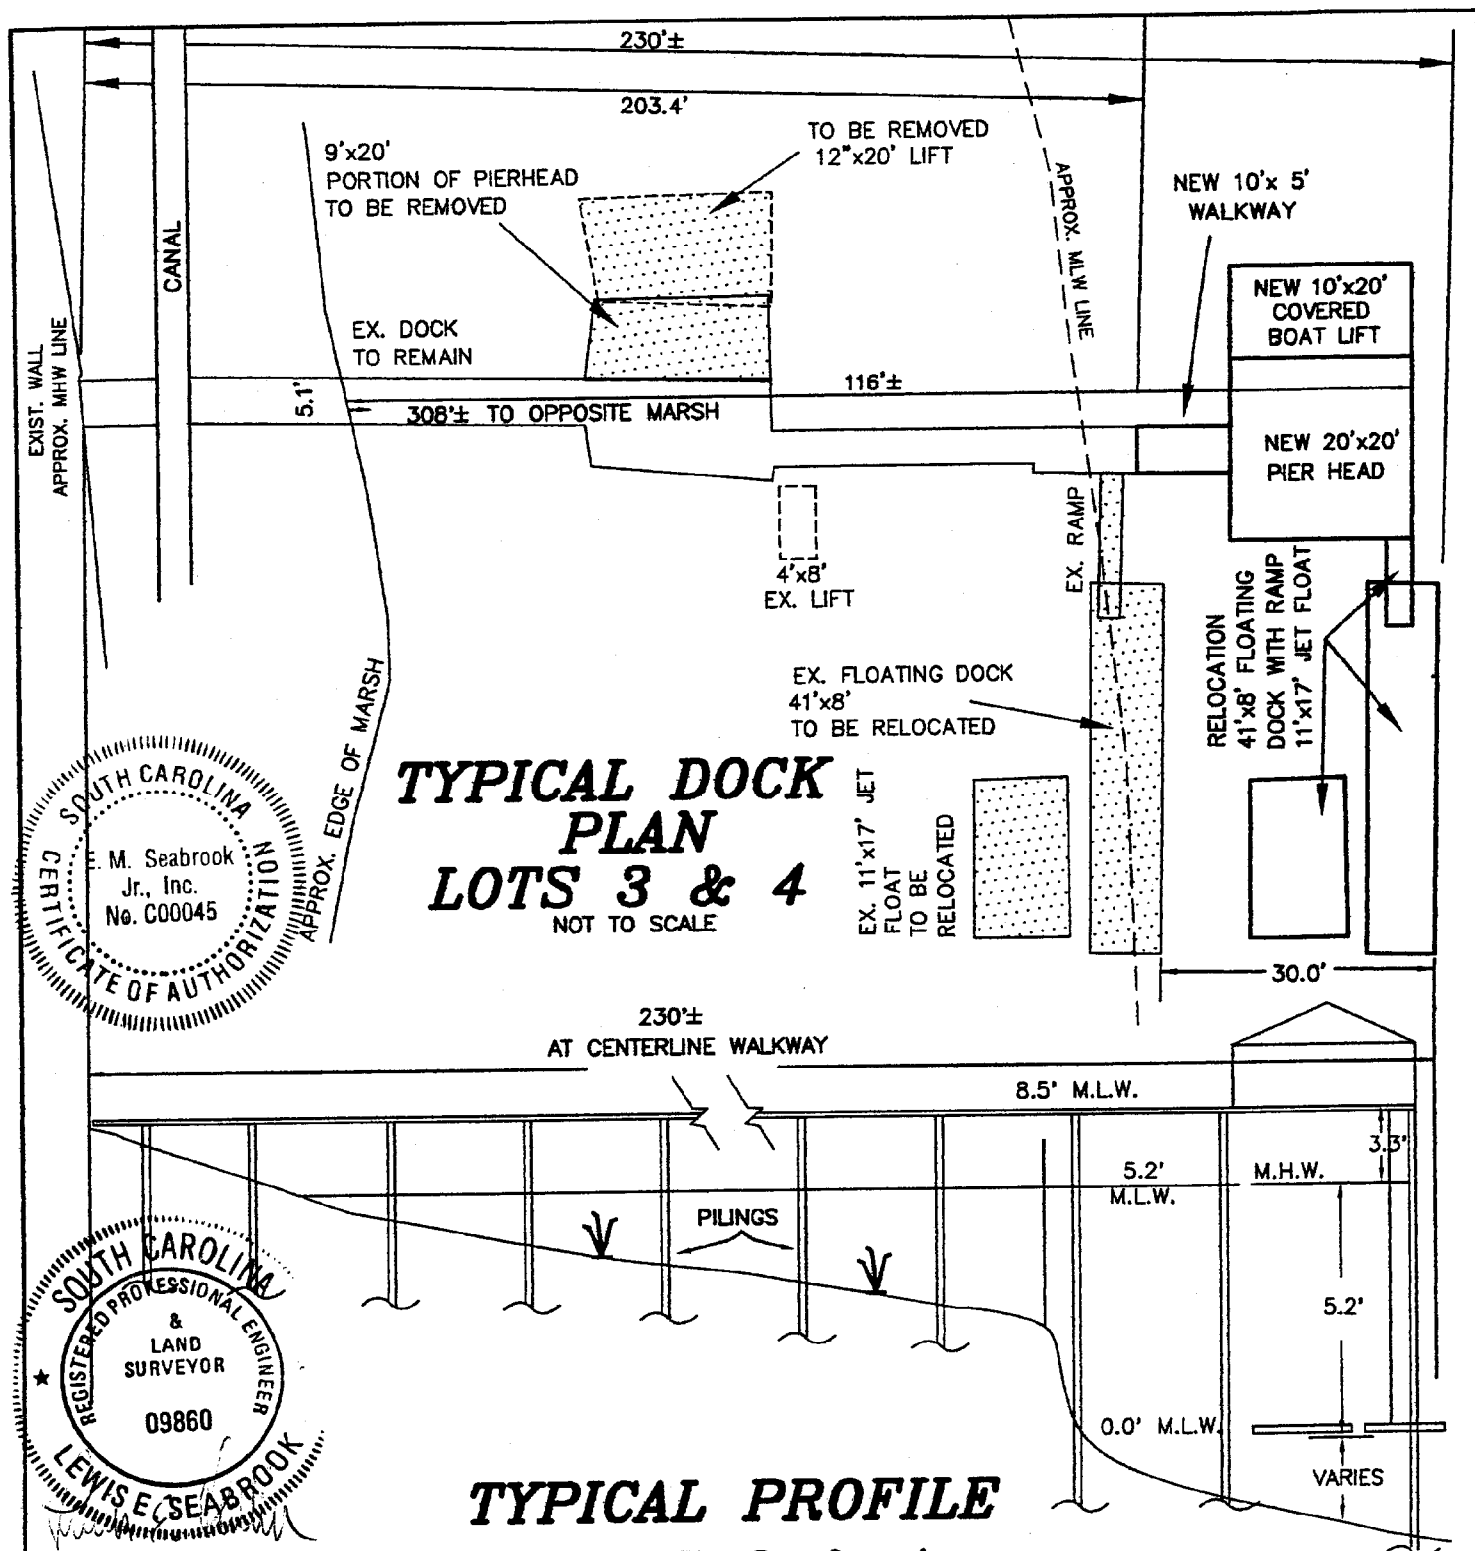 230'±
203.4'
9'x20'
PORTION OF PIERHEAD
TO BE REMOVED
TO BE REMOVED
12"x20' LIFT
APPROX. MLW LINE
NEW 10'x 5'
WALKWAY
CANAL
EXIST. WALL
APPROX. MHW LINE
EX. DOCK
TO REMAIN
NEW 10'x20'
COVERED
BOAT LIFT
5.1'
116'±
308'± TO OPPOSITE MARSH
NEW 20'x20'
PIER HEAD
4'x8'
EX. LIFT
EX. RAMP
RELOCATION
41'x8' FLOATING
DOCK WITH RAMP
11'x17' JET FLOAT
EX. FLOATING DOCK
41'x8'
TO BE RELOCATED
APPROX. EDGE OF MARSH
TYPICAL DOCK
PLAN
LOTS 3 & 4
NOT TO SCALE
EX. 11'x17' JET
FLOAT
TO BE
RELOCATED
SOUTH CAROLINA
CERTIFICATE OF AUTHORIZATION
E. M. Seabrook
Jr., Inc.
No. C00045
30.0'
230'±
AT CENTERLINE WALKWAY
8.5' M.L.W.
3.3'
5.2'
M.L.W.
M.H.W.
PILINGS
5.2'
0.0' M.L.W.
VARIES
SOUTH CAROLINA
REGISTERED PROFESSIONAL ENGINEER
&
LAND
SURVEYOR
09860
LEWIS E. SEABROOK
TYPICAL PROFILE